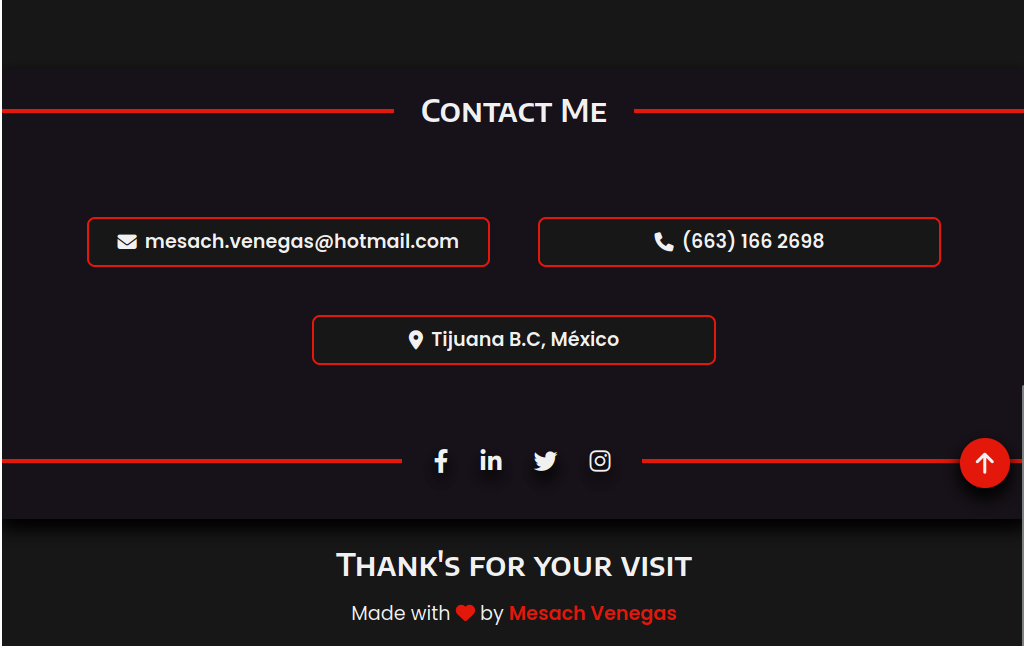 Contact Me
mesach.venegas@hotmail.com
(663) 166 2698
Tijuana B.C, México
Thank's for your visit
Made with ❤ by Mesach Venegas